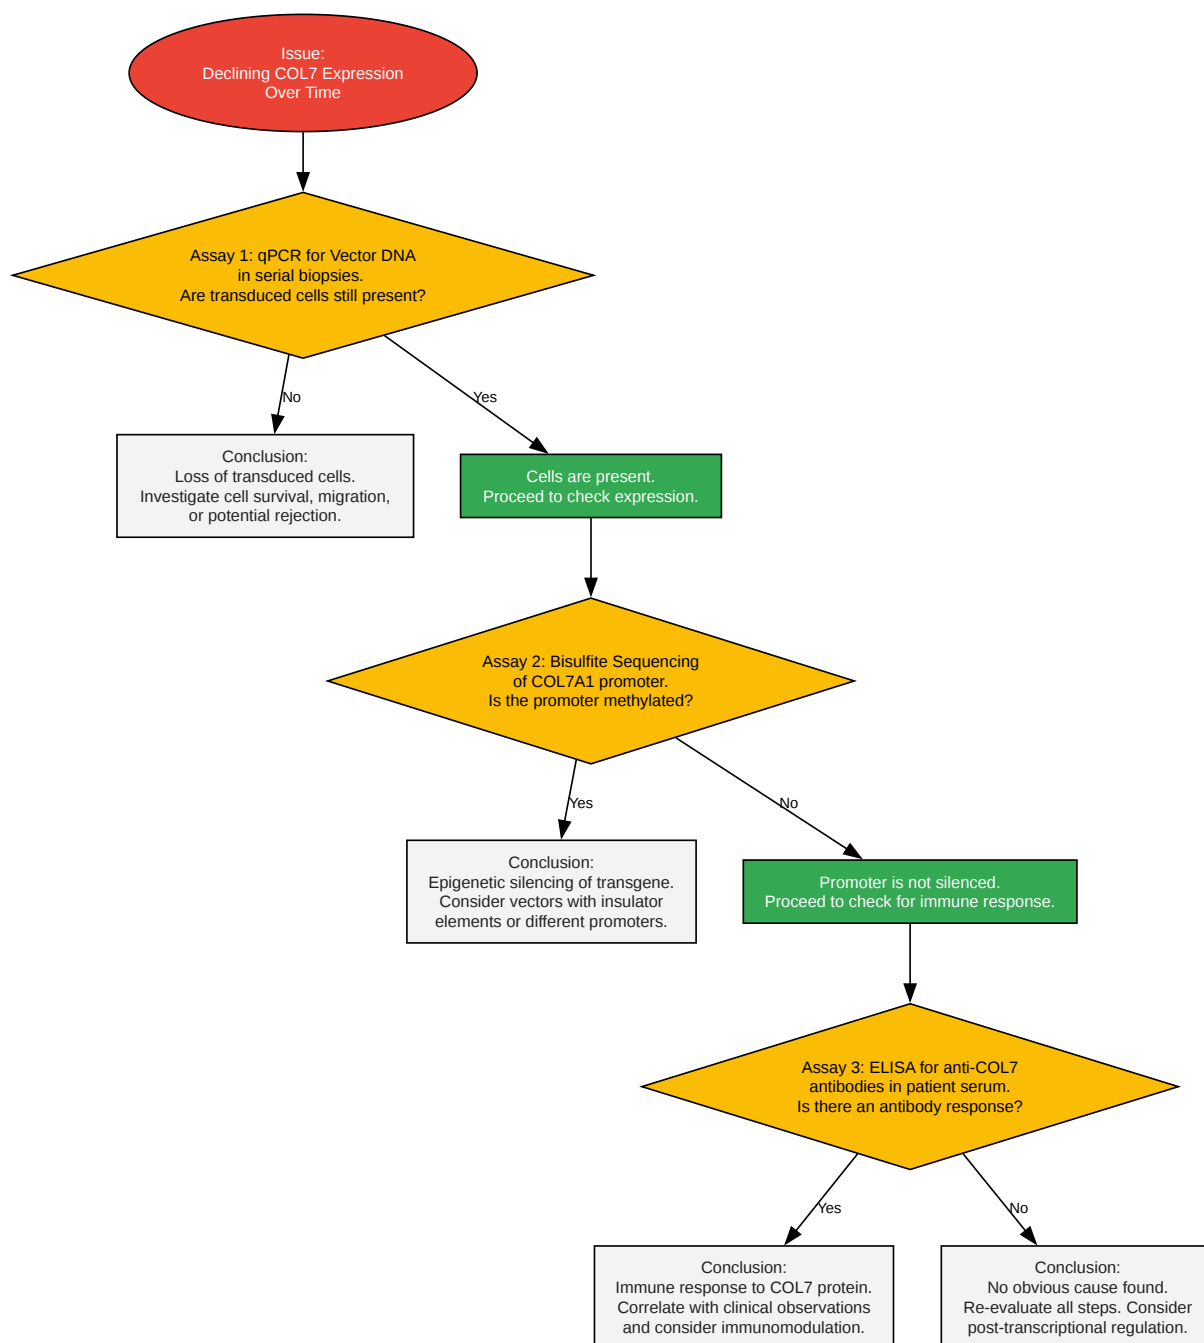 Issue:
Declining COL7 Expression
Over Time
Assay 1: qPCR for Vector DNA
in serial biopsies.
Are transduced cells still present?
No
Yes
Conclusion:
Loss of transduced cells.
Investigate cell survival, migration,
or potential rejection.
Cells are present.
Proceed to check expression.
Assay 2: Bisulfite Sequencing
of COL7A1 promoter.
Is the promoter methylated?
Yes
No
Conclusion:
Epigenetic silencing of transgene.
Consider vectors with insulator
elements or different promoters.
Promoter is not silenced.
Proceed to check for immune response.
Assay 3: ELISA for anti-COL7
antibodies in patient serum.
Is there an antibody response?
Yes
No
Conclusion:
Immune response to COL7 protein.
Correlate with clinical observations
and consider immunomodulation.
Conclusion:
No obvious cause found.
Re-evaluate all steps. Consider
post-transcriptional regulation.